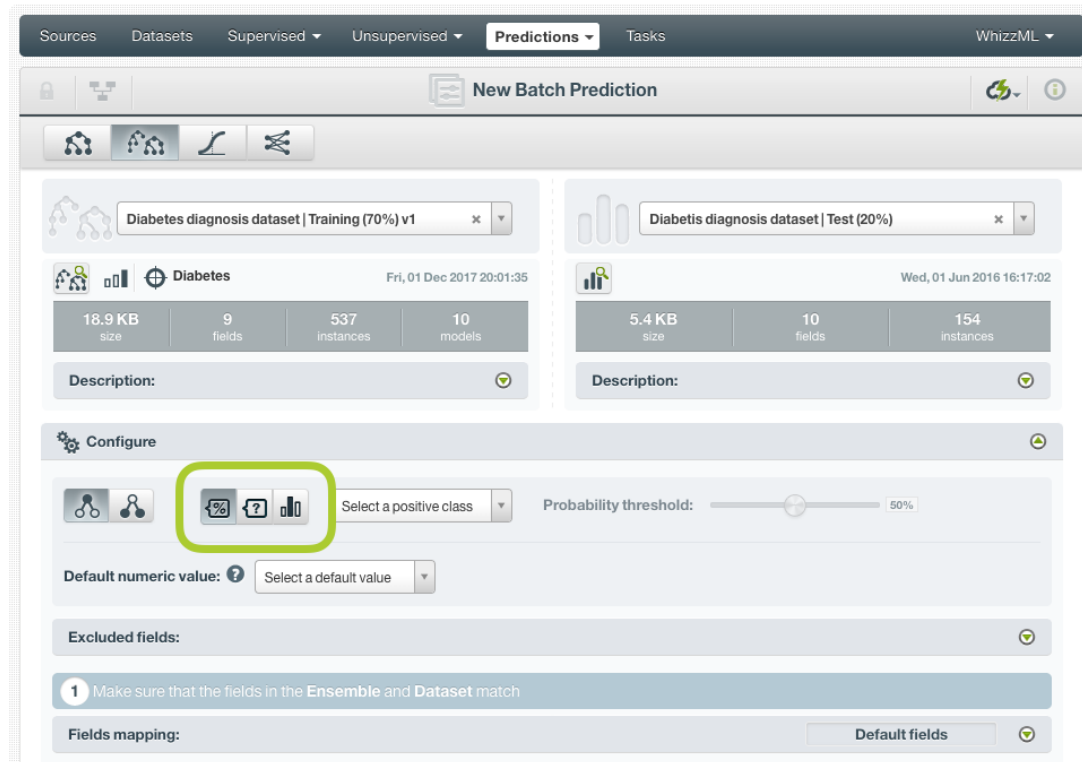 Sources Datasets Supervised Unsupervised Predictions Tasks WhizzML
New Batch Prediction
Diabetes diagnosis dataset | Training (70%) v1
Diabetis diagnosis dataset | Test (20%)
Diabetes Fri, 01 Dec 2017 20:01:35
Wed, 01 Jun 2016 16:17:02
18.9 KB 9 537 10
size fields instances models
5.4 KB 10 154
size fields instances
Description:
Description:
Configure
Select a positive class Probability threshold: 50%
Default numeric value: ? Select a default value
Excluded fields:
1 Make sure that the fields in the Ensemble and Dataset match
Fields mapping: Default fields